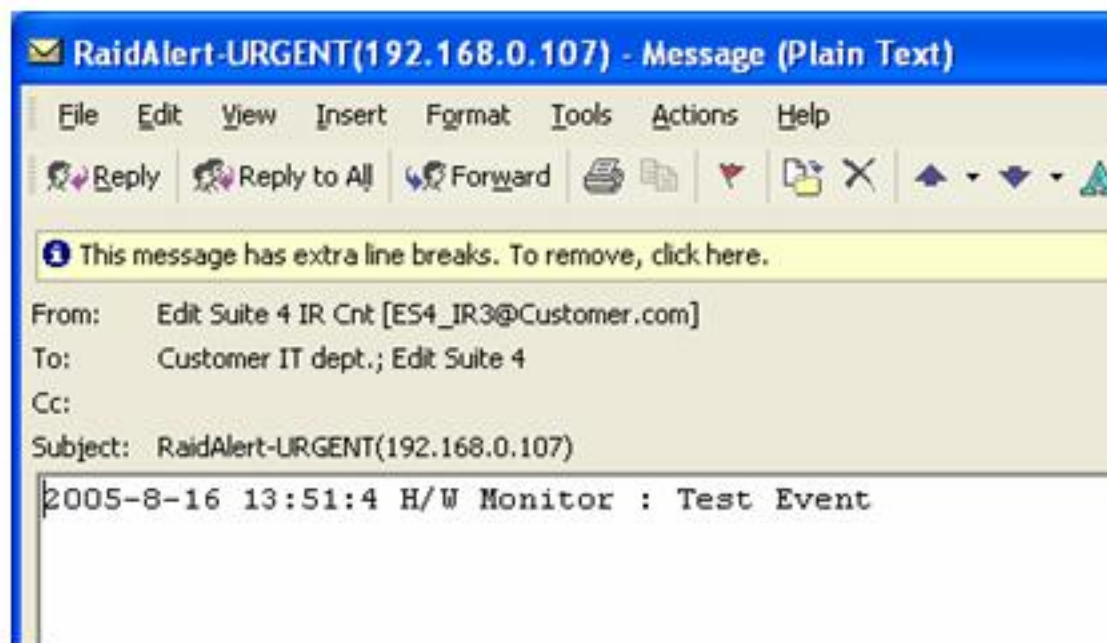 RaidAlert-URGENT(192.168.0.107) - Message (Plain Text)
File Edit View Insert Format Tools Actions Help
Reply Reply to All Forward
This message has extra line breaks. To remove, click here.
From: Edit Suite 4 IR Cnt [ES4_IR3@Customer.com]
To: Customer IT dept.; Edit Suite 4
Cc:
Subject: RaidAlert-URGENT(192.168.0.107)
2005-8-16 13:51:4 H/W Monitor : Test Event